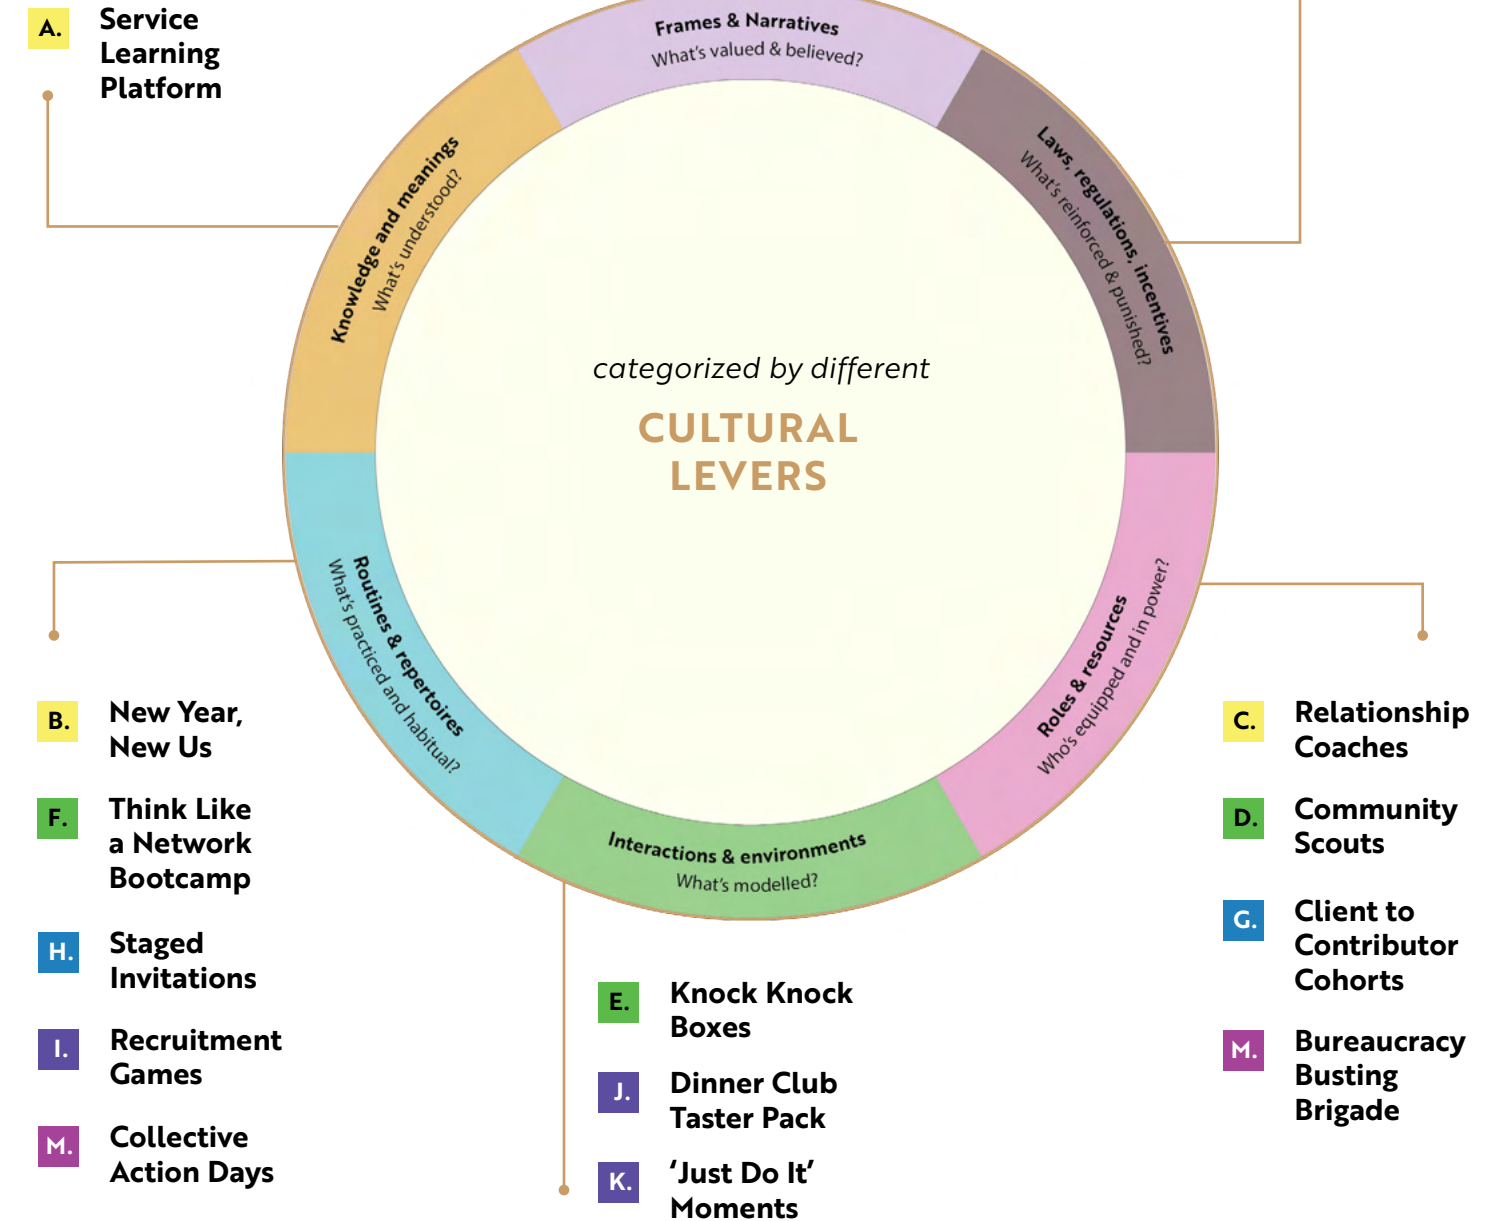 A.
Service
Learning
Platform
Frames & Narratives
What's valued & believed?
Knowledge and meanings
What's understood?
Laws, regulations, incentives
What's reinforced & punished?
categorized by different
CULTURAL
LEVERS
Routines & repertoires
What's practiced and habitual?
Roles & resources
Who's equipped and in power?
Interactions & environments
What's modelled?
B.
New Year,
New Us
F.
Think Like
a Network
Bootcamp
H.
Staged
Invitations
I.
Recruitment
Games
M.
Collective
Action Days
E.
Knock Knock
Boxes
J.
Dinner Club
Taster Pack
K.
‘Just Do It’
Moments
C.
Relationship
Coaches
D.
Community
Scouts
G.
Client to
Contributor
Cohorts
M.
Bureaucracy
Busting
Brigade